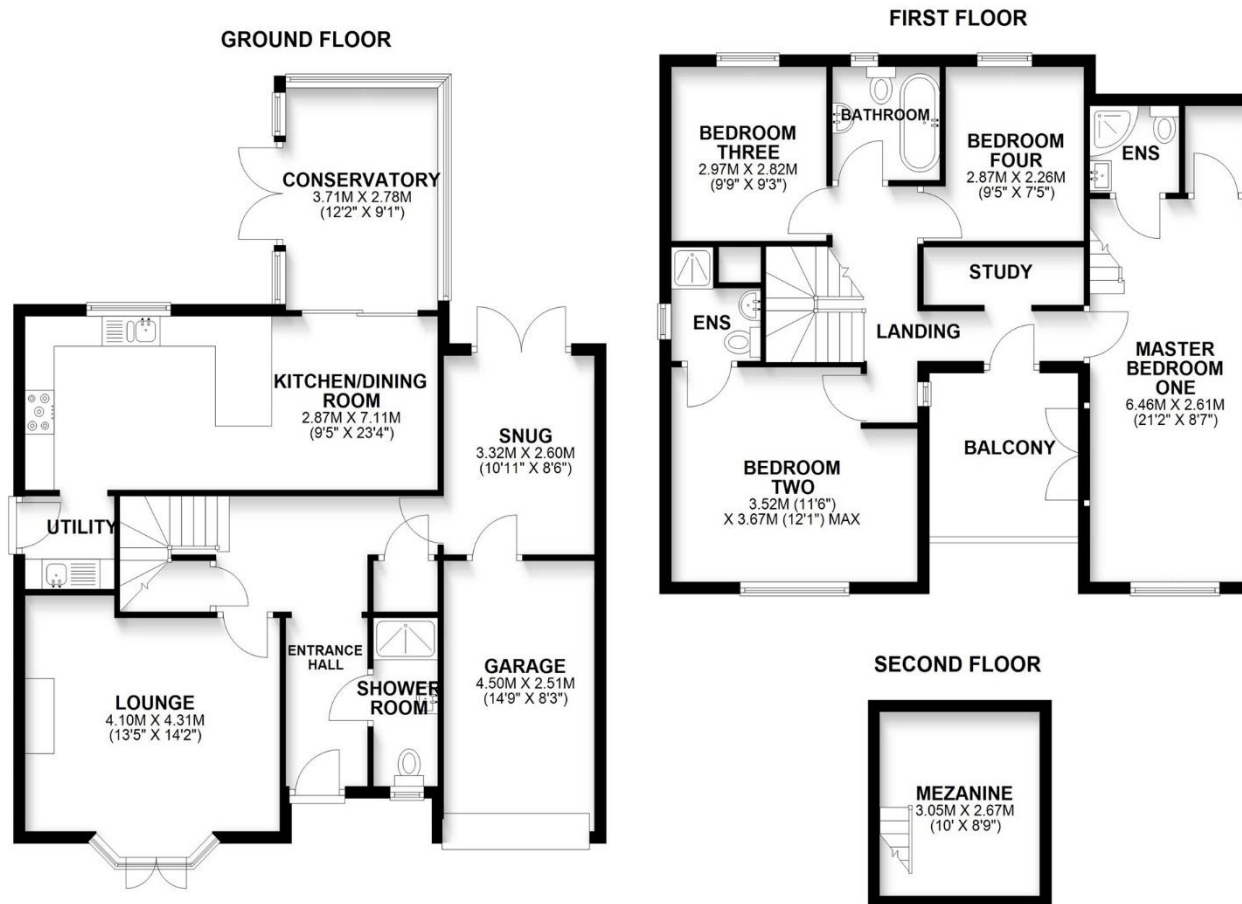 GROUND FLOOR
CONSERVATORY
3.71M X 2.78M
(12'2" X 9'1")
KITCHEN/DINING
ROOM
2.87M X 7.11M
(9'5" X 23'4")
SNUG
3.32M X 2.60M
(10'11" X 8'6")
UTILITY
ENTRANCE
HALL
SHOWER
ROOM
GARAGE
4.50M X 2.51M
(14'9" X 8'3")
LOUNGE
4.10M X 4.31M
(13'5" X 14'2")
FIRST FLOOR
BEDROOM
THREE
2.97M X 2.82M
(9'9" X 9'3")
BATHROOM
BEDROOM
FOUR
2.87M X 2.26M
(9'5" X 7'5")
ENS
STUDY
ENS
LANDING
MASTER
BEDROOM
ONE
6.46M X 2.61M
(21'2" X 8'7")
BALCONY
BEDROOM
TWO
3.52M (11'6")
X 3.67M (12'1") MAX
SECOND FLOOR
MEZANINE
3.05M X 2.67M
(10' X 8'9")